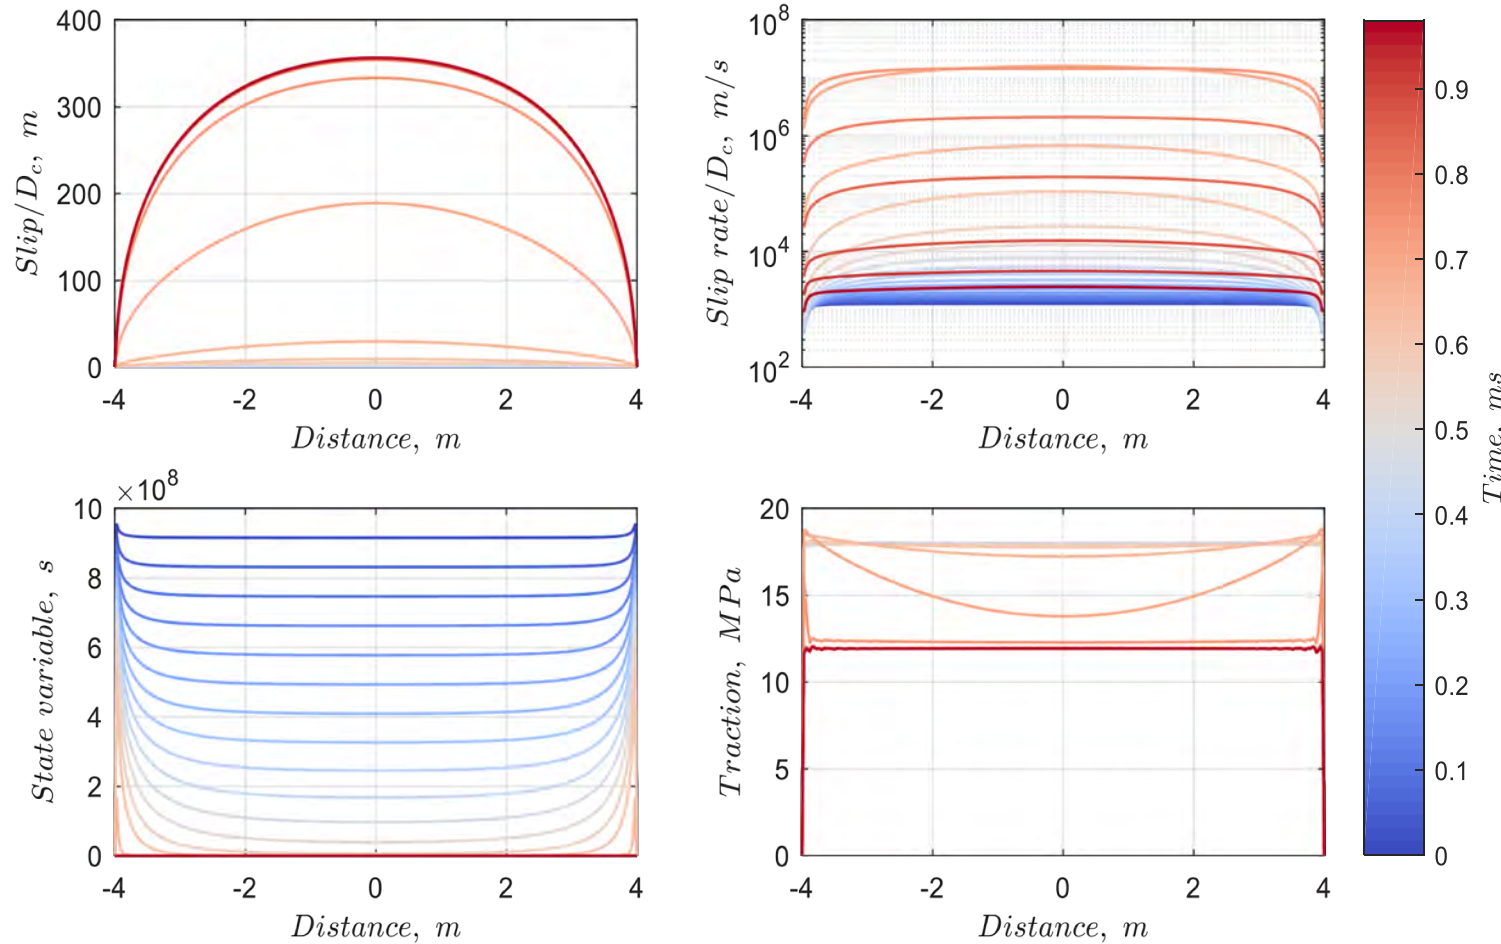 400
300
200
100
0
Slip/D_c, m
-4 -2 0 2 4
Distance, m
10^8
10^6
10^4
10^2
Slip rate/D_c, m/s
-4 -2 0 2 4
Distance, m
×10^8
10
8
6
4
2
0
State variable, s
-4 -2 0 2 4
Distance, m
20
15
10
5
0
Traction, MPa
-4 -2 0 2 4
Distance, m
0.9
0.8
0.7
0.6
0.5
0.4
0.3
0.2
0.1
0
Time, ms